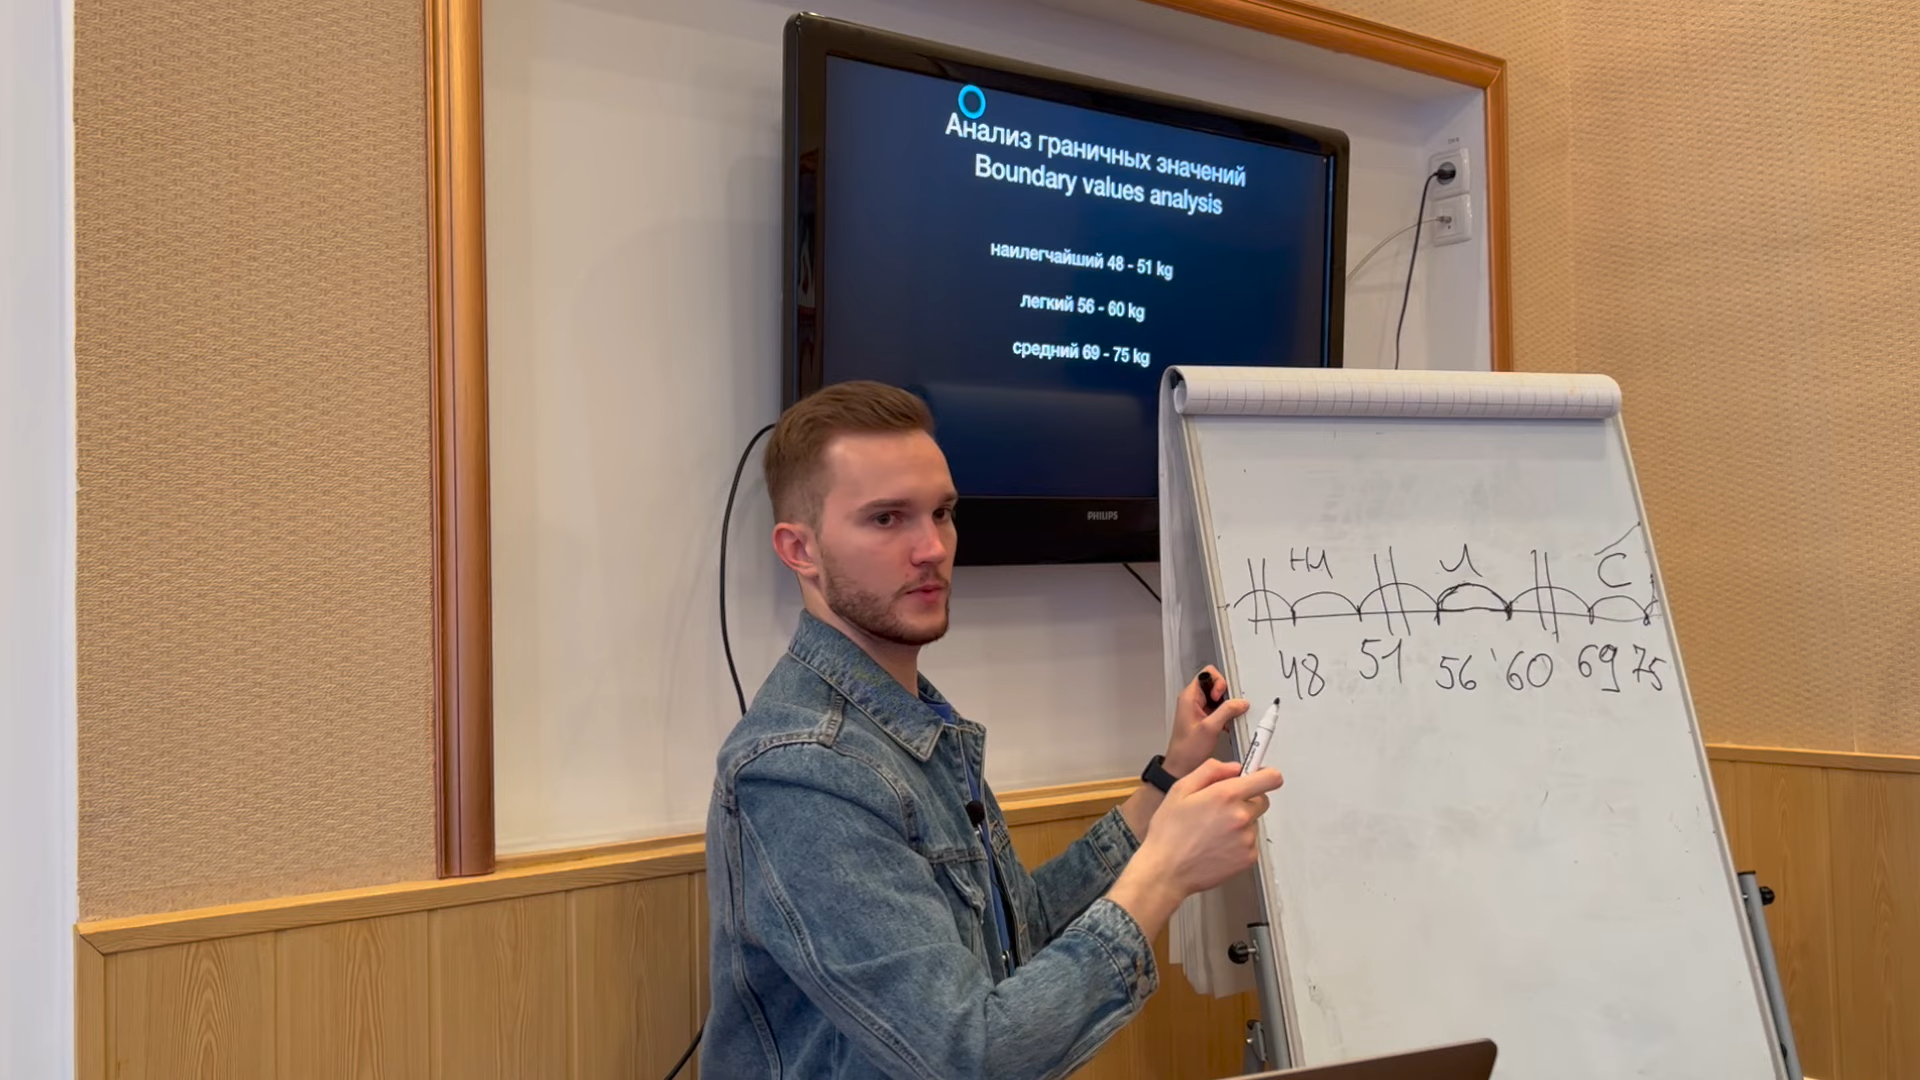 Анализ граничных значений
Boundary values analysis
наилегчайший 48 - 51 kg
легкий 56 - 60 kg
средний 69 - 75 kg
PHILIPS
НЛ Л С
48 51 56 60 69 75